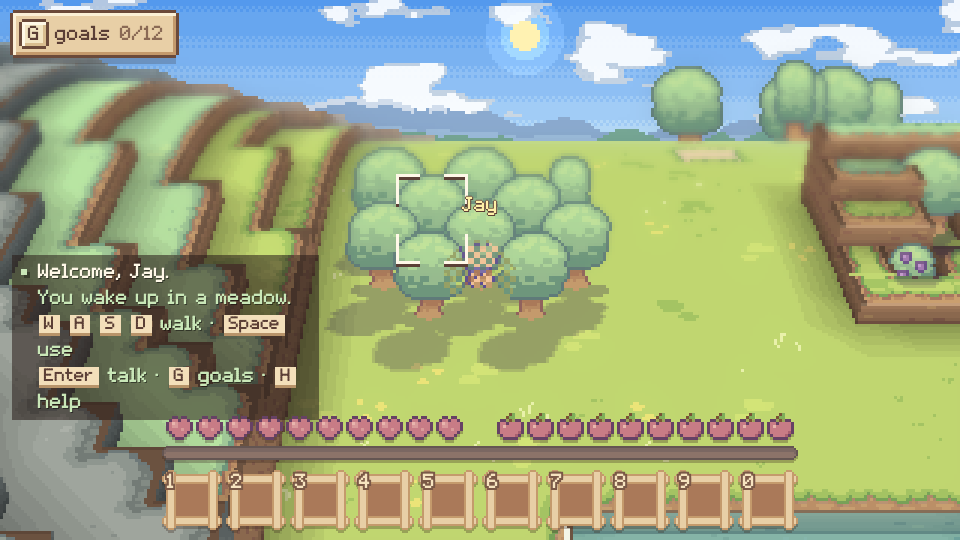 G goals 0/12
Jay
Welcome, Jay.
You wake up in a meadow.
W A S D walk · Space
use
Enter talk · G goals · H
help
1 2 3 4 5 6 7 8 9 0